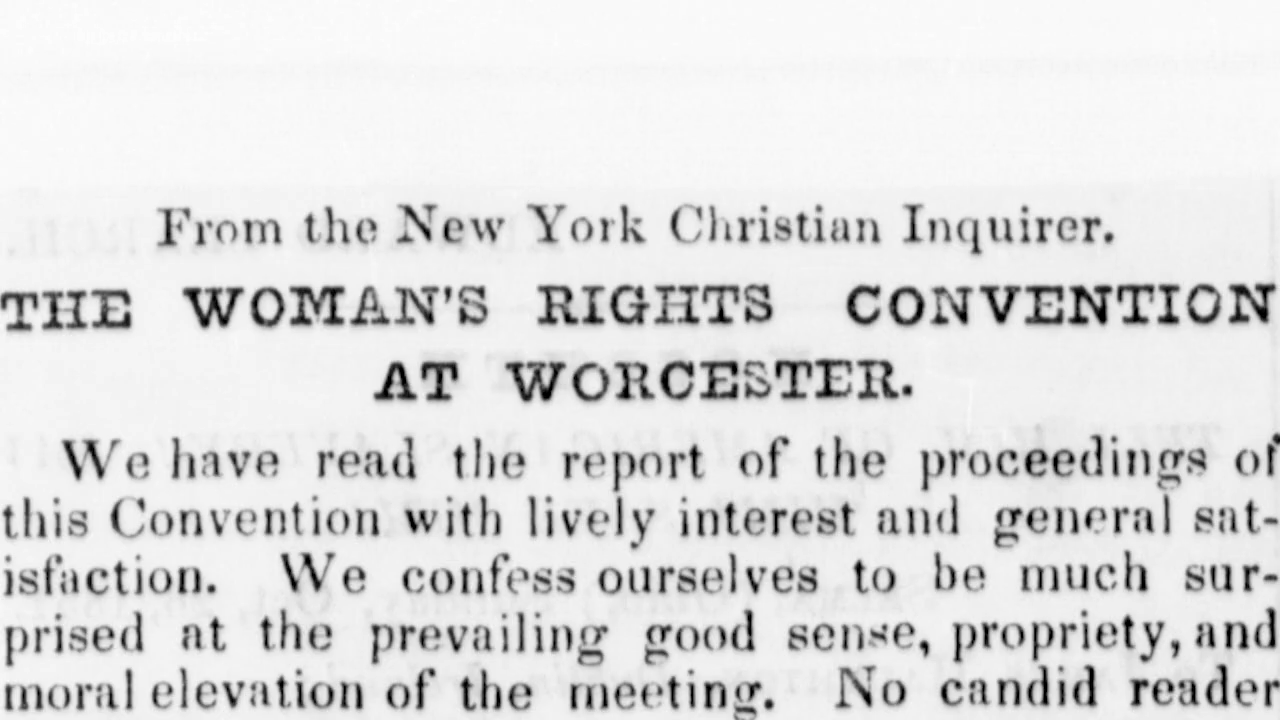 From the New York Christian Inquirer.
THE WOMAN'S RIGHTS CONVENTION
AT WORCESTER.
We have read the report of the proceedings of
this Convention with lively interest and general sat-
isfaction. We confess ourselves to be much sur-
prised at the prevailing good sense, propriety, and
moral elevation of the meeting. No candid reader